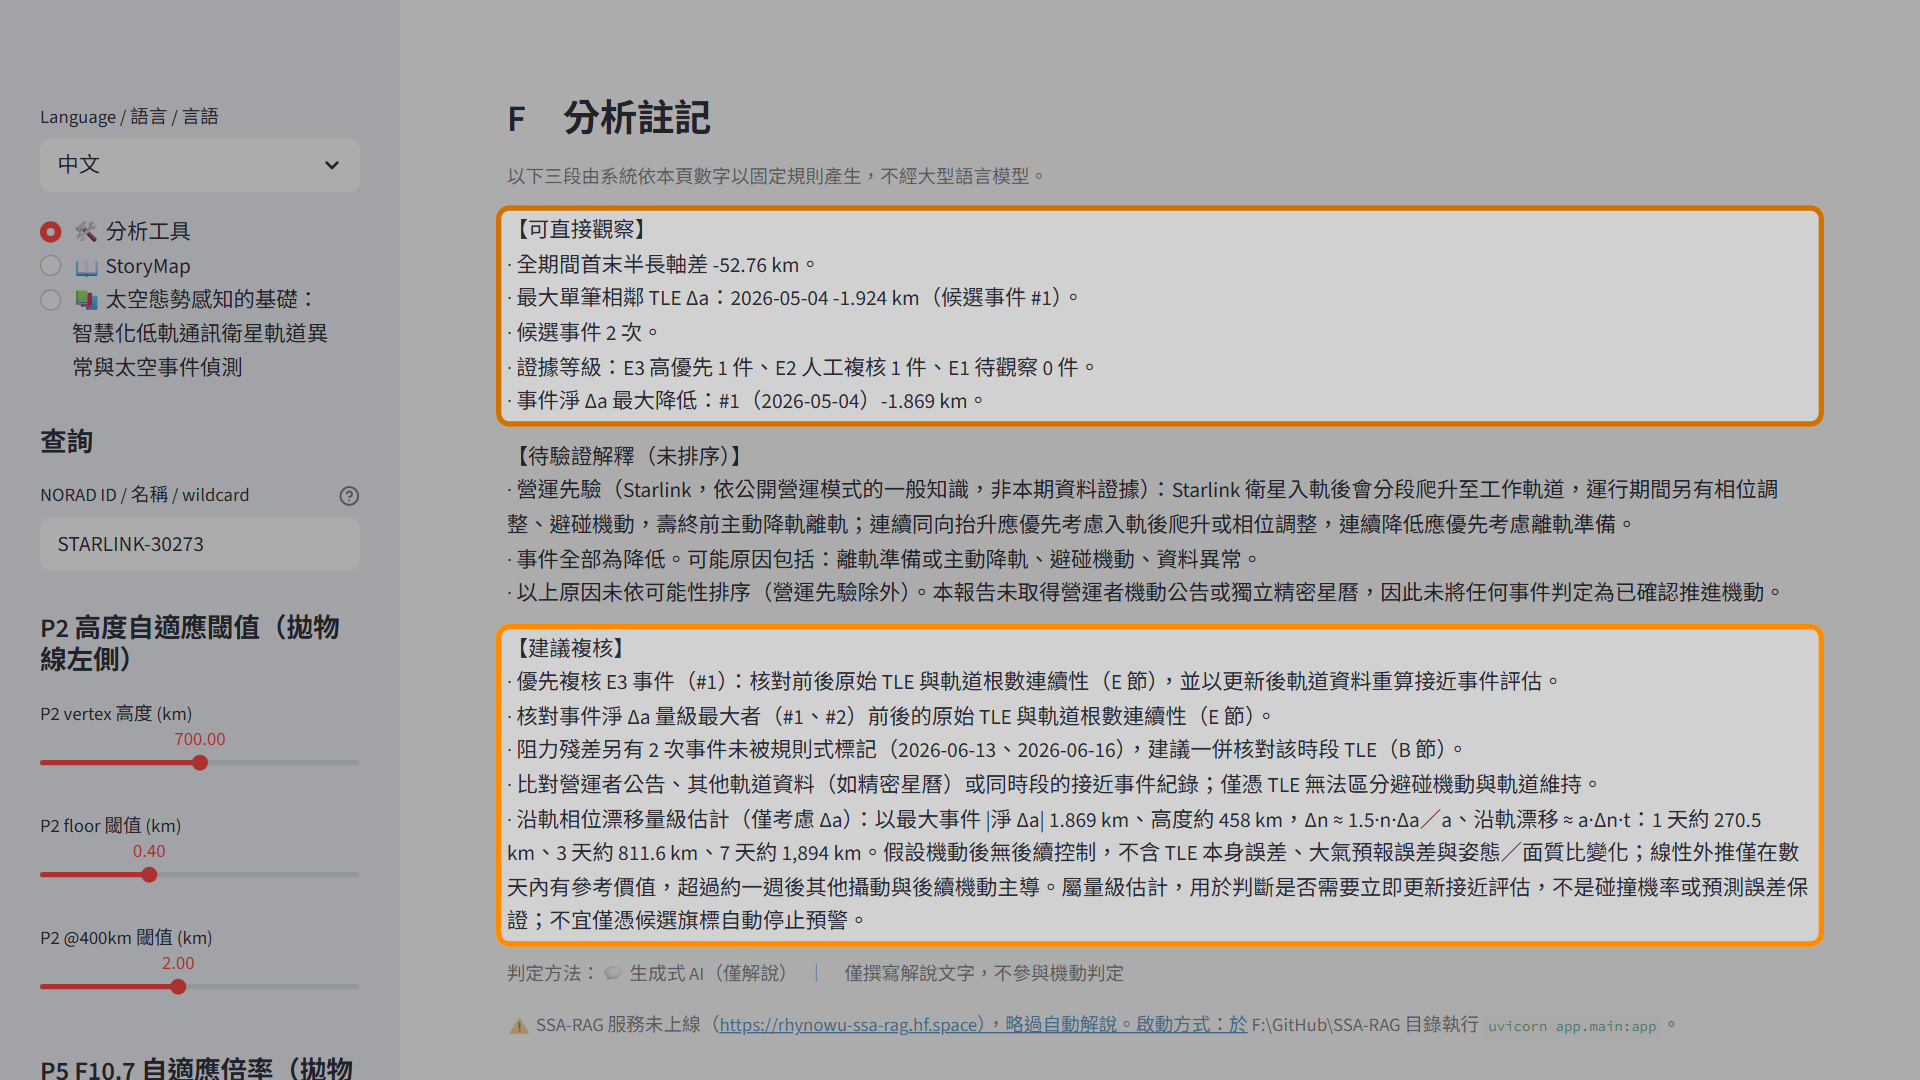 Language / 語言 / 言語
中文
🛠️ 分析工具
📖 StoryMap
📚 太空態勢感知的基礎：
智慧化低軌通訊衛星軌道異
常與太空事件偵測
查詢
NORAD ID / 名稱 / wildcard
STARLINK-30273
P2 高度自適應閾值（拋物
線左側）
P2 vertex 高度 (km)
700.00
P2 floor 閾值 (km)
0.40
P2 @400km 閾值 (km)
2.00
P5 F10.7 自適應倍率（拋物
F 分析註記
以下三段由系統依本頁數字以固定規則產生，不經大型語言模型。
【可直接觀察】
· 全期間首末半長軸差 -52.76 km。
· 最大單筆相鄰 TLE Δa：2026-05-04 -1.924 km（候選事件 #1）。
· 候選事件 2 次。
· 證據等級：E3 高優先 1 件、E2 人工複核 1 件、E1 待觀察 0 件。
· 事件淨 Δa 最大降低：#1（2026-05-04）-1.869 km。
【待驗證解釋（未排序）】
· 營運先驗（Starlink，依公開營運模式的一般知識，非本期資料證據）：Starlink 衛星入軌後會分段爬升至工作軌道，運行期間另有相位調
整、避碰機動，壽終前主動降軌離軌；連續同向抬升應優先考慮入軌後爬升或相位調整，連續降低應優先考慮離軌準備。
· 事件全部為降低。可能原因包括：離軌準備或主動降軌、避碰機動、資料異常。
· 以上原因未依可能性排序（營運先驗除外）。本報告未取得營運者機動公告或獨立精密星曆，因此未將任何事件判定為已確認推進機動。
【建議複核】
· 優先複核 E3 事件（#1）：核對前後原始 TLE 與軌道根數連續性（E 節），並以更新後軌道資料重算接近事件評估。
· 核對事件淨 Δa 量級最大者（#1、#2）前後的原始 TLE 與軌道根數連續性（E 節）。
· 阻力殘差另有 2 次事件未被規則式標記（2026-06-13、2026-06-16），建議一併核對該時段 TLE（B 節）。
· 比對營運者公告、其他軌道資料（如精密星曆）或同時段的接近事件紀錄；僅憑 TLE 無法區分避碰機動與軌道維持。
· 沿軌相位漂移量級估計（僅考慮 Δa）：以最大事件 |淨 Δa| 1.869 km、高度約 458 km，Δn ≈ 1.5·n·Δa／a、沿軌漂移 ≈ a·Δn·t：1 天約 270.5
km、3 天約 811.6 km、7 天約 1,894 km。假設機動後無後續控制，不含 TLE 本身誤差、大氣預報誤差與姿態／面質比變化；線性外推僅在數
天內有參考價值，超過約一週後其他攝動與後續機動主導。屬量級估計，用於判斷是否需要立即更新接近評估，不是碰撞機率或預測誤差保
證；不宜僅憑候選旗標自動停止預警。
判定方法：💬 生成式 AI（僅解說） ｜ 僅撰寫解說文字，不參與機動判定
⚠️ SSA-RAG 服務未上線（https://rhynowu-ssa-rag.hf.space），略過自動解說。啟動方式：於 F:\GitHub\SSA-RAG 目錄執行 uvicorn app.main:app 。